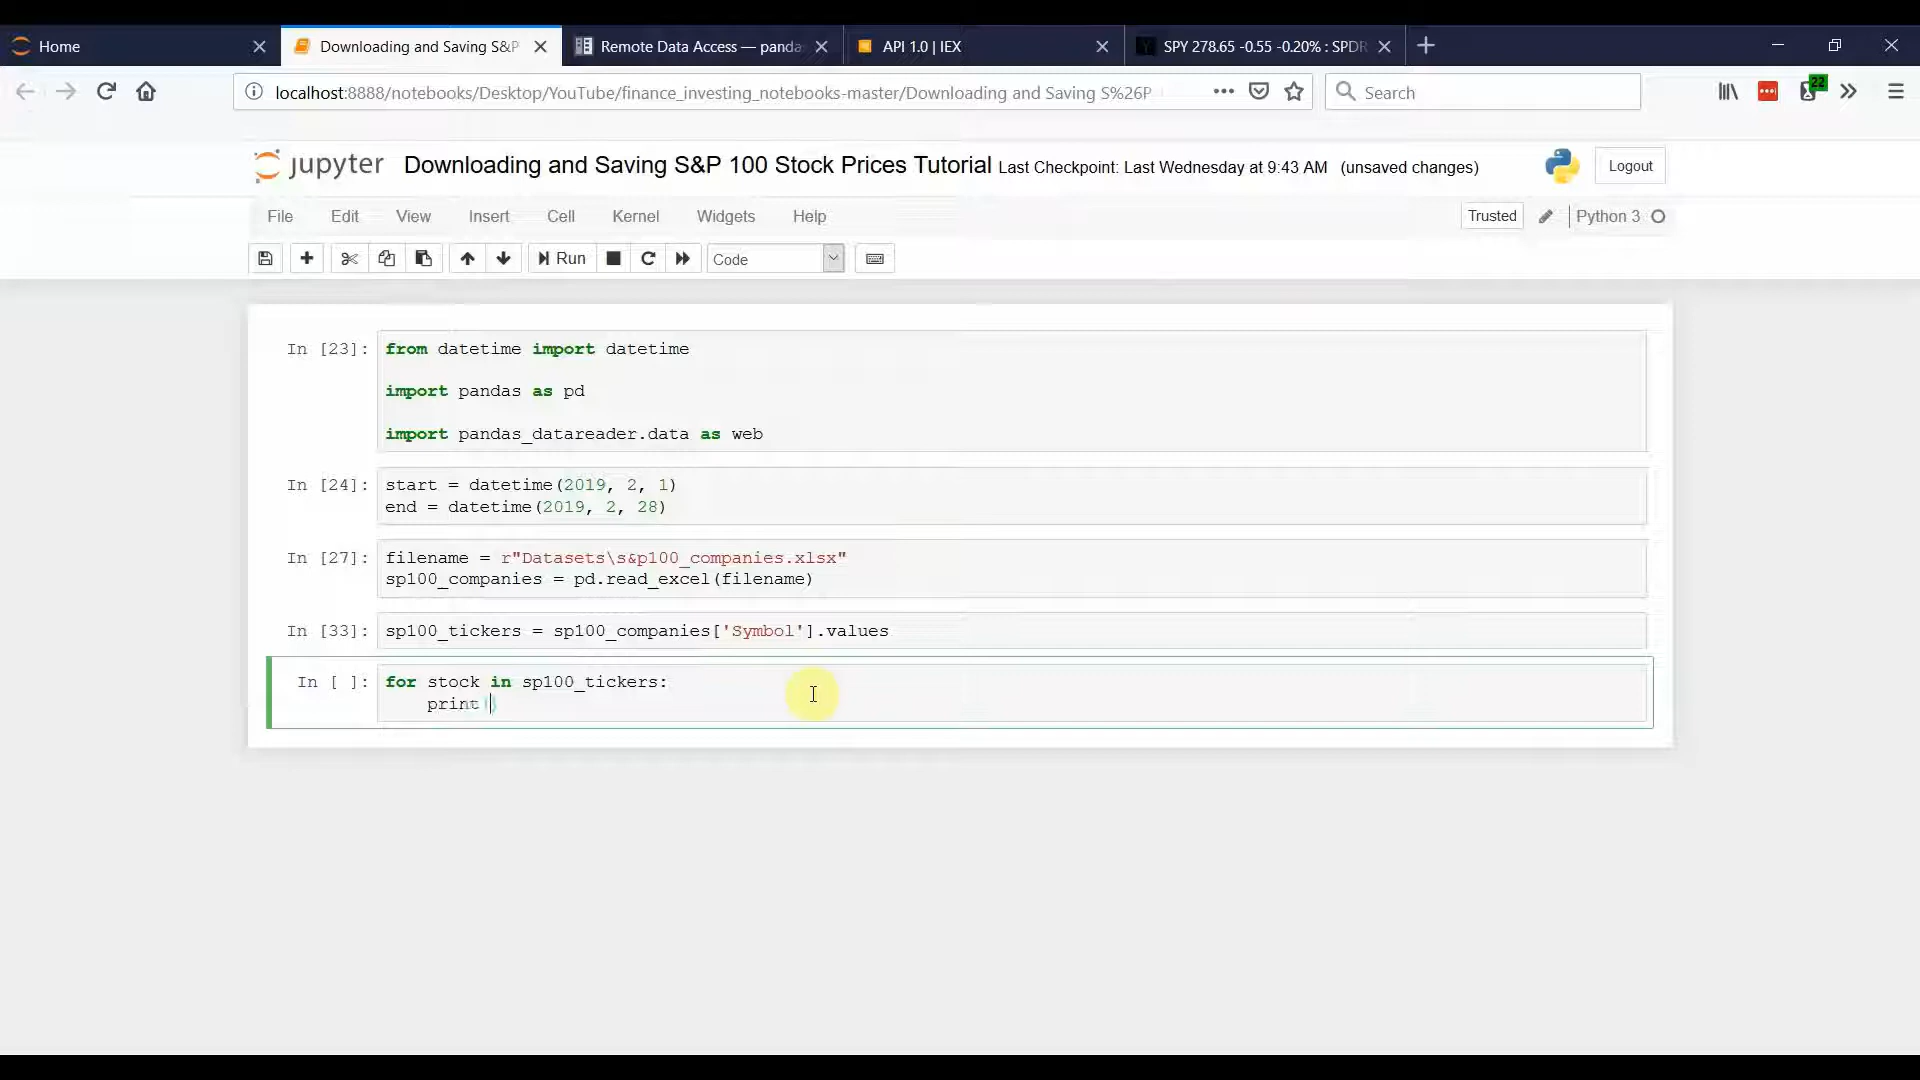 Home
Downloading and Saving S&P
Remote Data Access — panda
API 1.0 | IEX
SPY 278.65 -0.55 -0.20% : SPDR
localhost:8888/notebooks/Desktop/YouTube/finance_investing_notebooks-master/Downloading and Saving S%26P
Search
22
jupyter Downloading and Saving S&P 100 Stock Prices Tutorial Last Checkpoint: Last Wednesday at 9:43 AM (unsaved changes)
Logout
File Edit View Insert Cell Kernel Widgets Help
Trusted
Python 3
Run
Code
In [23]: from datetime import datetime
import pandas as pd
import pandas_datareader.data as web
In [24]: start = datetime(2019, 2, 1)
end = datetime(2019, 2, 28)
In [27]: filename = r"Datasets\s&p100_companies.xlsx"
sp100_companies = pd.read_excel(filename)
In [33]: sp100_tickers = sp100_companies['Symbol'].values
In [ ]: for stock in sp100_tickers:
print()